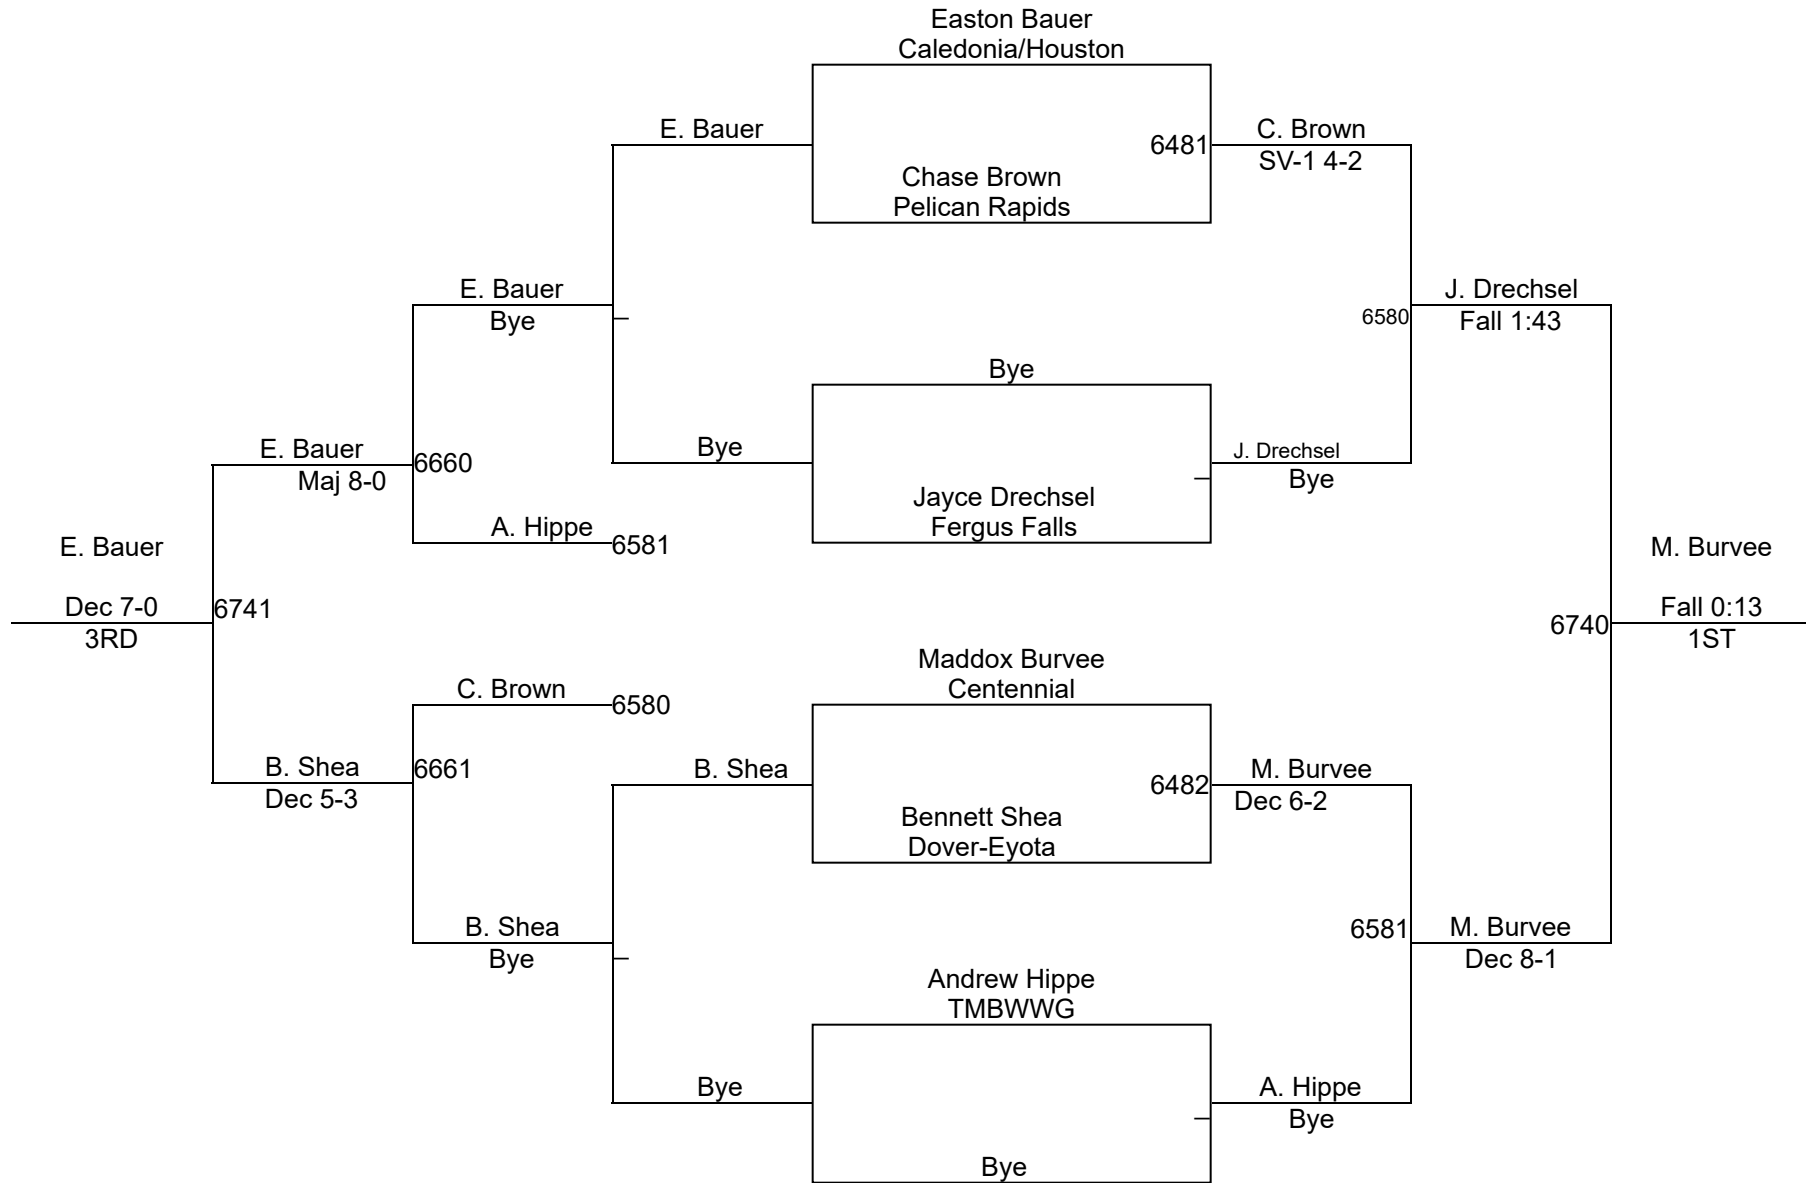 Easton Bauer
Caledonia/Houston
E. Bauer
6481
C. Brown
SV-1 4-2
Chase Brown
Pelican Rapids
E. Bauer
Bye
6580
J. Drechsel
Fall 1:43
Bye
E. Bauer
Maj 8-0
6660
Bye
J. Drechsel
Bye
Jayce Drechsel
Fergus Falls
A. Hippe
6581
E. Bauer
Dec 7-0
3RD
6741
M. Burvee
Fall 0:13
1ST
6740
Maddox Burvee
Centennial
C. Brown
6580
B. Shea
Dec 5-3
6661
B. Shea
6482
M. Burvee
Dec 6-2
Bennett Shea
Dover-Eyota
B. Shea
Bye
6581
M. Burvee
Dec 8-1
Andrew Hippe
TMBWWG
Bye
A. Hippe
Bye
Bye